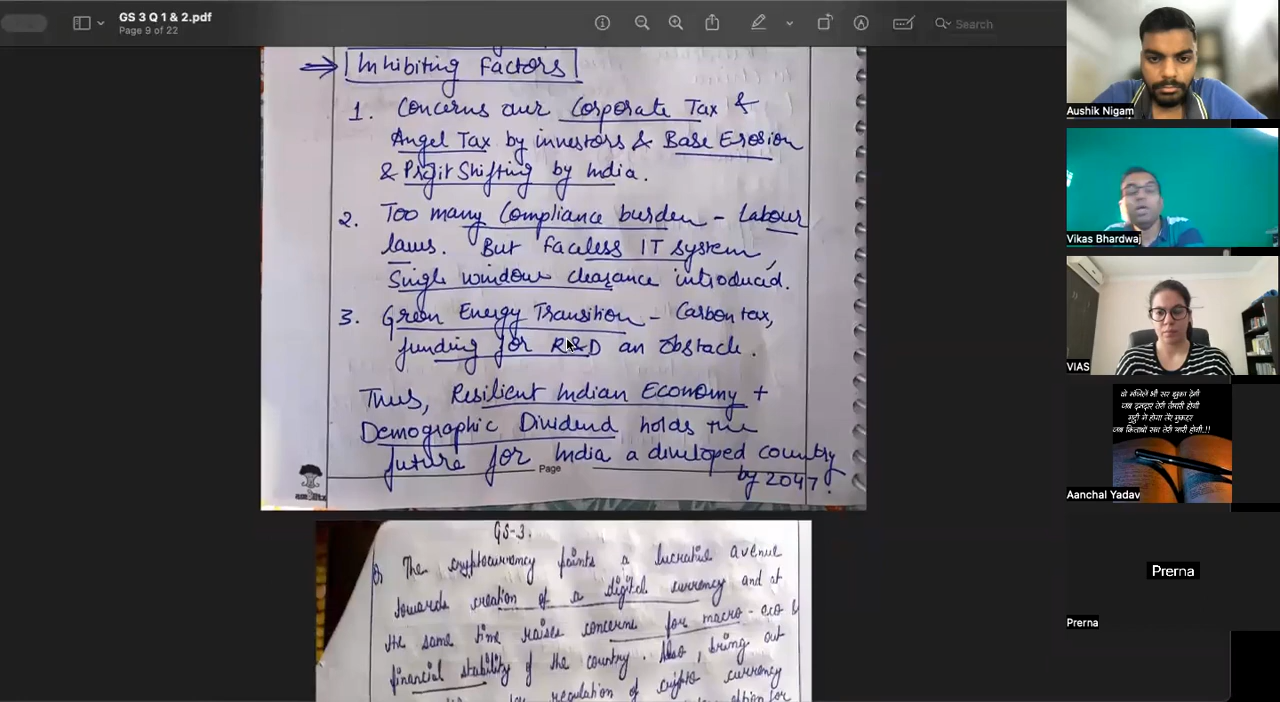 GS 3 Q 1 & 2.pdf
Page 9 of 22
Search
Inhibiting Factors
1 Concerns over Corporate Tax &
Angel Tax by investors & Base Erosion
& Profit Shifting by India.
2. Too many Compliance burden - Labour
laws. But faceless IT system,
Single window clearance introduced.
3. Green Energy Transition - Carbon tax,
funding for R&D an obstacle.
Thus, Resilient Indian Economy +
Demographic Dividend holds the
future for India a developed country
by 2047.
Page
GS-3.
The cryptocurrency points a lucrative avenue
towards creation of a digital currency and at
the same time raises concerns for macro-eco &
financial stability of the country. Also, bring out
regulation of crypto currency
Aushik Nigam
Vikas Bhardwaj
VIAS
जब इमदार तेरी तैयारी होगी
Aanchal Yadav
Prerna
Prerna